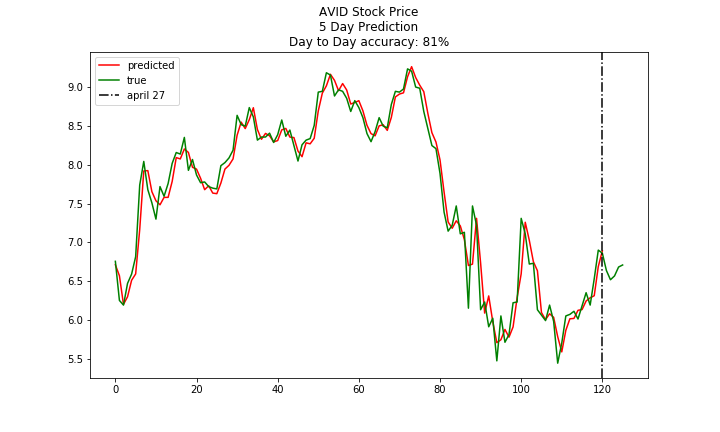 AVID Stock Price
5 Day Prediction
Day to Day accuracy: 81%
predicted
true
april 27
9.0
8.5
8.0
7.5
7.0
6.5
6.0
5.5
0 20 40 60 80 100 120